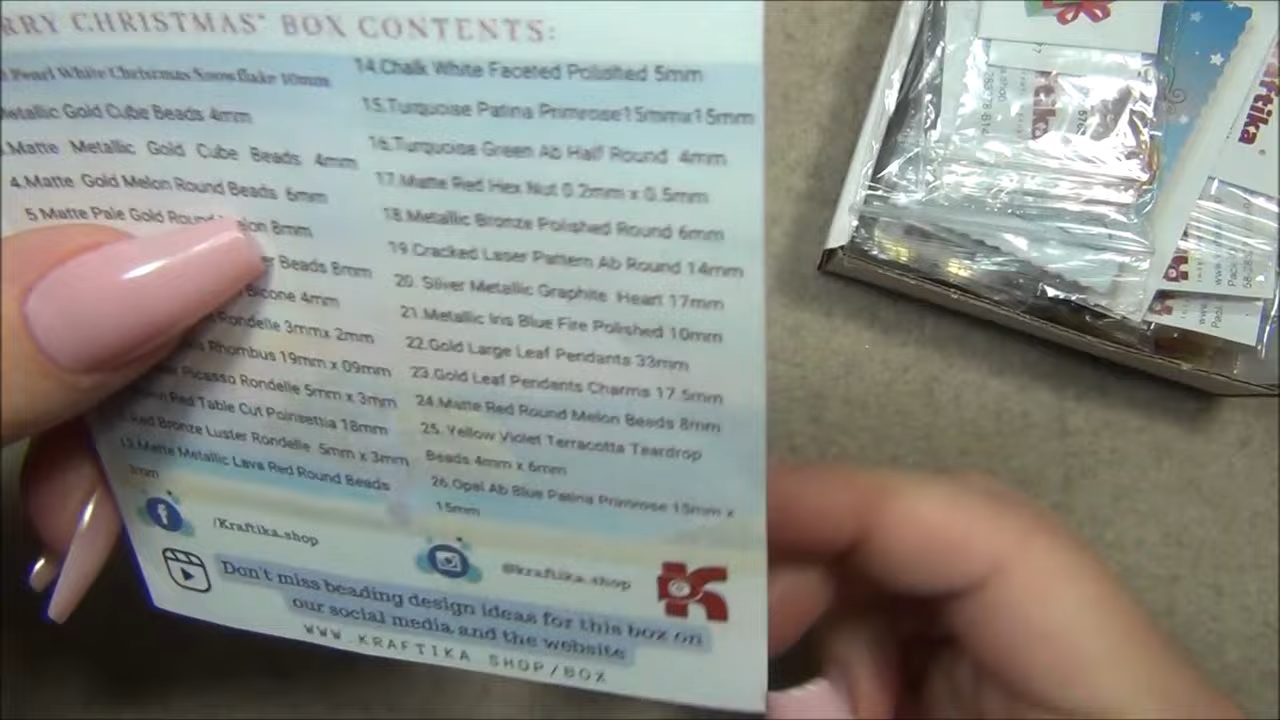 RRY CHRISTMAS" BOX CONTENTS:
Pearl White Christmas Snowflake 10mm
Metallic Gold Cube Beads 4mm
Matte Metallic Gold Cube Beads 4mm
4.Matte Gold Melon Round Beads 6mm
5.Matte Pale Gold Round Melon 8mm
Beads 8mm
Bicone 4mm
Rondelle 3mmx 2mm
Rhombus 19mm x 09mm
Picasso Rondelle 5mm x 3mm
Red Table Cut Poinsettia 18mm
Red Bronze Luster Rondelle 5mm x 3mm
13.Matte Metallic Lava Red Round Beads
3mm
14.Chalk White Faceted Polished 5mm
15.Turquoise Patina Primrose15mmx15mm
16.Turquoise Green Ab Half Round 4mm
17.Matte Red Hex Nut 0.2mm x 0.5mm
18.Metallic Bronze Polished Round 6mm
19.Cracked Laser Pattern Ab Round 14mm
20. Silver Metallic Graphite Heart 17mm
21.Metallic Iris Blue Fire Polished 10mm
22.Gold Large Leaf Pendants 33mm
23.Gold Leaf Pendants Charms 17.5mm
24.Matte Red Round Melon Beads 8mm
25. Yellow Violet Terracotta Teardrop
Beads 4mm x 6mm
26.Opal Ab Blue Patina Primrose 15mm x
15mm
/Kraftika.shop
@kraftika.shop
Don't miss beading design ideas for this box on
our social media and the website
WWW.KRAFTIKA.SHOP/BOX